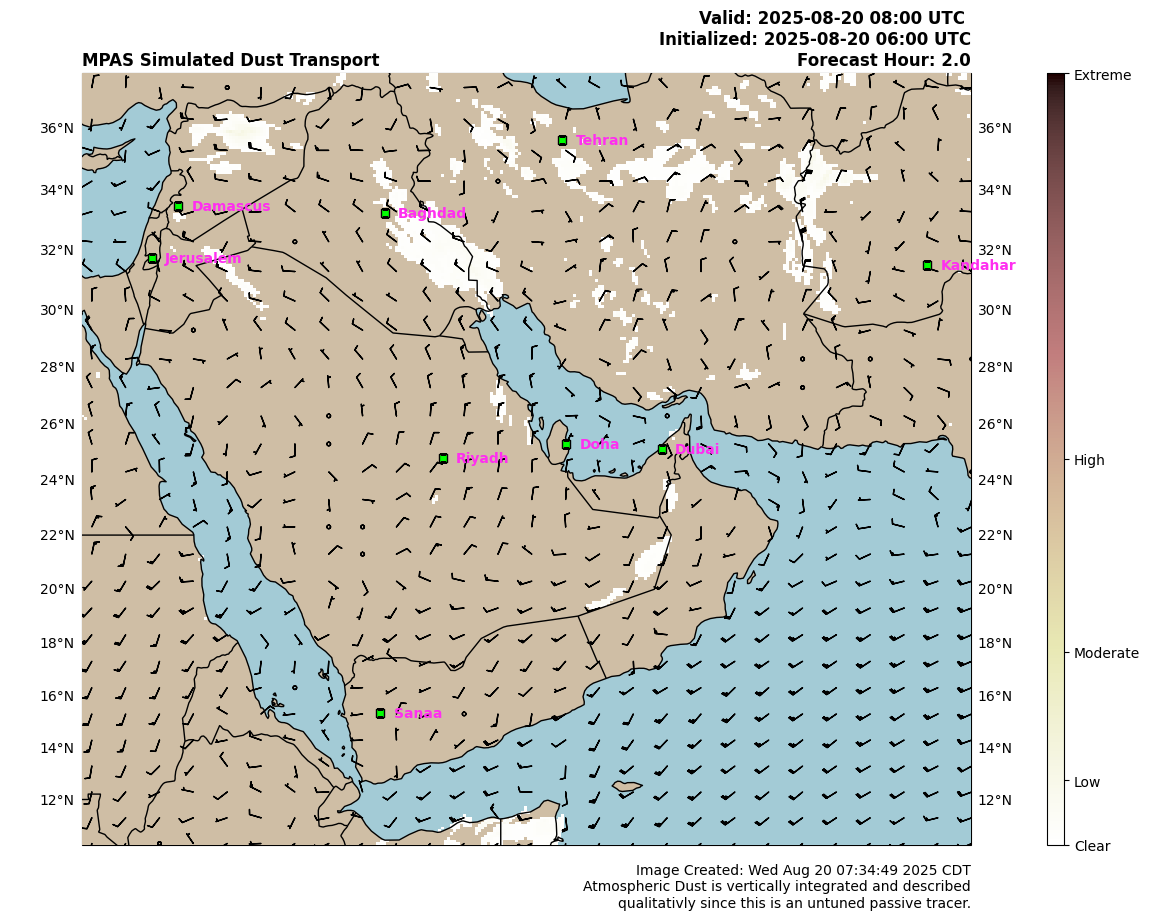 Valid: 2025-08-20 08:00 UTC
Initialized: 2025-08-20 06:00 UTC
MPAS Simulated Dust Transport
Forecast Hour: 2.0
Extreme
High
Moderate
Low
Clear
36°N
34°N
32°N
30°N
28°N
26°N
24°N
22°N
20°N
18°N
16°N
14°N
12°N
36°N
34°N
32°N
30°N
28°N
26°N
24°N
22°N
20°N
18°N
16°N
14°N
12°N
Tehran
Damascus
Baghdad
Jerusalem
Kandahar
Doha
Dubai
Riyadh
Sanaa
Image Created: Wed Aug 20 07:34:49 2025 CDT
Atmospheric Dust is vertically integrated and described
qualitativly since this is an untuned passive tracer.